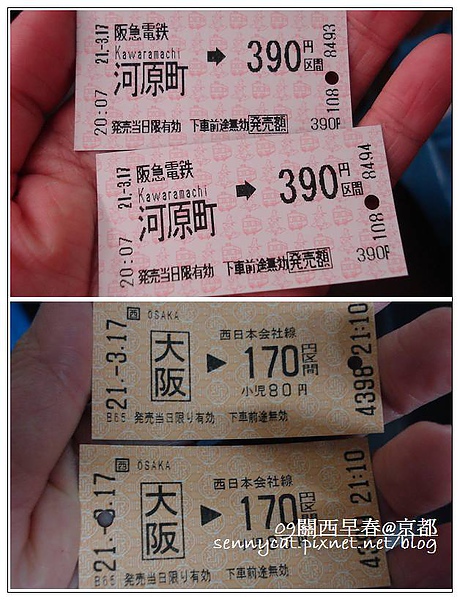 阪急電鉄
Kawaramachi
河原町 → 390円区間
発売当日限有効 下車前途無効 発売額 390円
21.-3.17
20:07
108 8493
阪急電鉄
Kawaramachi
河原町 → 390円区間
発売当日限有効 下車前途無効 発売額 390円
21.-3.17
20:07
108 8494
西 OSAKA
西日本会社線
大阪 ▶ 170円区間
小児80円
B65 発売当日限り有効 下車前途無効
21.-3.17
4398 21:10
西 OSAKA
西日本会社線
大阪 ▶ 170円区間
B65 発売当日限り有効 下車前途無効
21.-3.17
21:10
09關西早春@京都
sennyeat.pixnet.net/blog